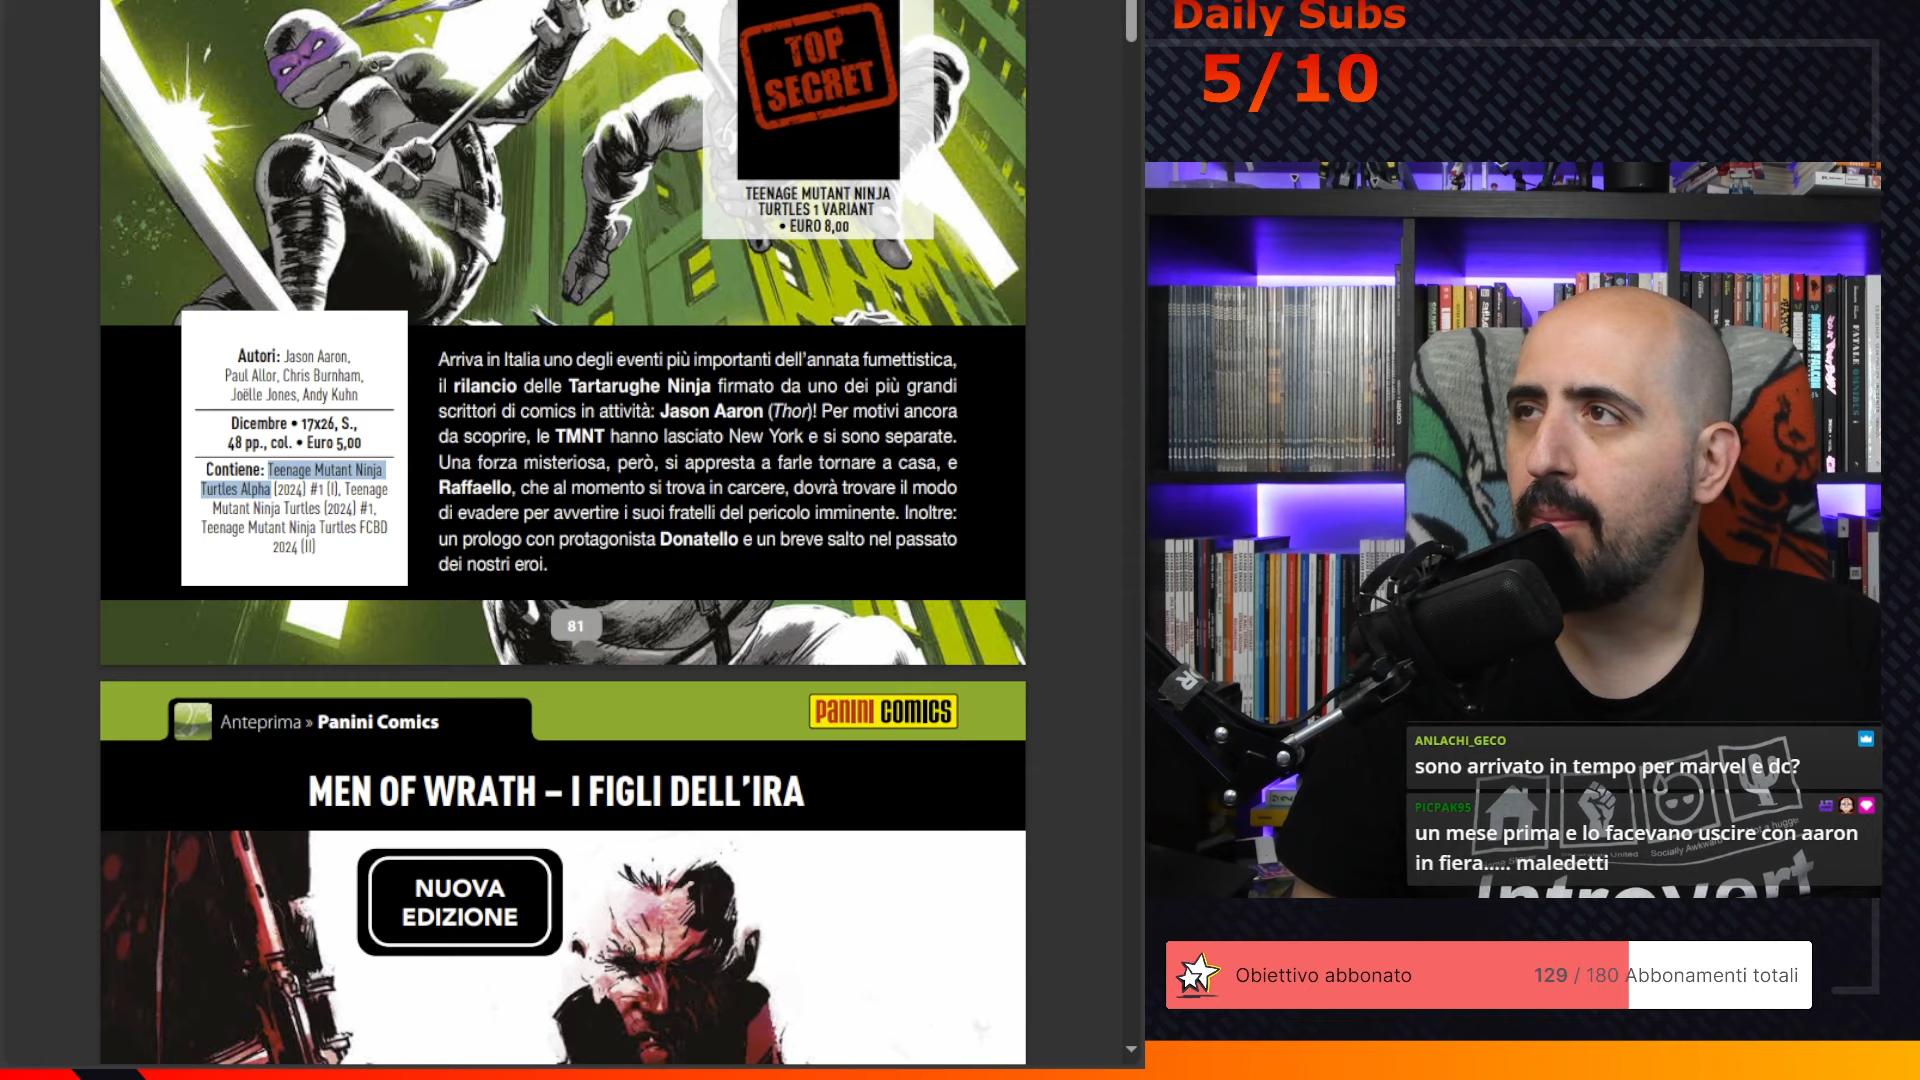 TOP
SECRET
TEENAGE MUTANT NINJA
TURTLES 1 VARIANT
• EURO 8,00
Autori: Jason Aaron,
Paul Allor, Chris Burnham,
Joëlle Jones, Andy Kuhn
Dicembre • 17x26, S.,
48 pp., col. • Euro 5,00
Contiene: Teenage Mutant Ninja
Turtles Alpha (2024) #1 (I), Teenage
Mutant Ninja Turtles (2024) #1,
Teenage Mutant Ninja Turtles FCBD
2024 (II)
Arriva in Italia uno degli eventi più importanti dell'annata fumettistica,
il rilancio delle Tartarughe Ninja firmato da uno dei più grandi
scrittori di comics in attività: Jason Aaron (Thor)! Per motivi ancora
da scoprire, le TMNT hanno lasciato New York e si sono separate.
Una forza misteriosa, però, si appresta a farle tornare a casa, e
Raffaello, che al momento si trova in carcere, dovrà trovare il modo
di evadere per avvertire i suoi fratelli del pericolo imminente. Inoltre:
un prologo con protagonista Donatello e un breve salto nel passato
dei nostri eroi.
81
Anteprima » Panini Comics
PANINI COMICS
MEN OF WRATH – I FIGLI DELL'IRA
NUOVA
EDIZIONE
Daily Subs
5/10
FATALE
ANLACHI_GECO
sono arrivato in tempo per marvel e dc?
PICPAK95
un mese prima e lo facevano uscire con aaron
in fiera..... maledetti
Socially Awkward
Introvert
Obiettivo abbonato
129 / 180 Abbonamenti totali